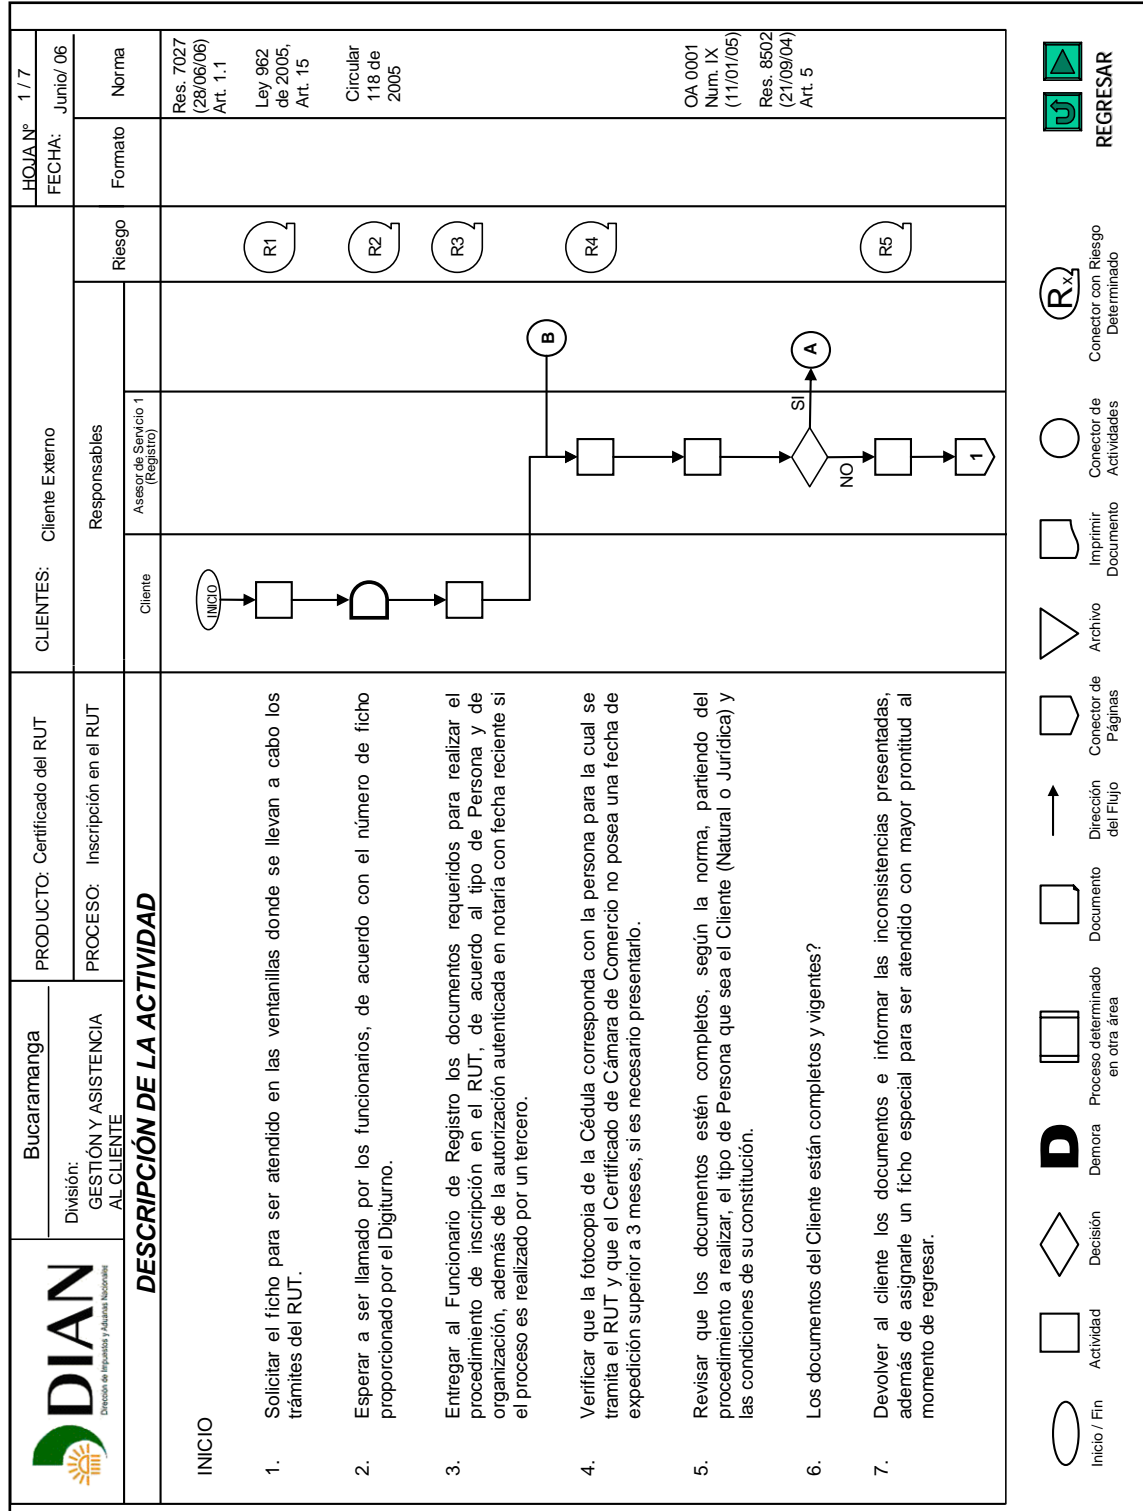 DIAN
Dirección de Impuestos y Aduanas Nacionales
Bucaramanga
División:
GESTIÓN Y ASISTENCIA
AL CLIENTE
PRODUCTO: Certificado del RUT
PROCESO: Inscripción en el RUT
CLIENTES: Cliente Externo
HOJA Nº 1 / 7
FECHA: Junio/ 06
DESCRIPCIÓN DE LA ACTIVIDAD
Responsables
Cliente
Asesor de Servicio 1
(Registro)
Riesgo
Formato
Norma
INICIO
1. Solicitar el ficho para ser atendido en las ventanillas donde se llevan a cabo los
trámites del RUT.
2. Esperar a ser llamado por los funcionarios, de acuerdo con el número de ficho
proporcionado por el Digiturno.
3. Entregar al Funcionario de Registro los documentos requeridos para realizar el
procedimiento de inscripción en el RUT, de acuerdo al tipo de Persona y de
organización, además de la autorización autenticada en notaría con fecha reciente si
el proceso es realizado por un tercero.
4. Verificar que la fotocopia de la Cédula corresponda con la persona para la cual se
tramita el RUT y que el Certificado de Cámara de Comercio no posea una fecha de
expedición superior a 3 meses, si es necesario presentarlo.
5. Revisar que los documentos estén completos, según la norma, partiendo del
procedimiento a realizar, el tipo de Persona que sea el Cliente (Natural o Jurídica) y
las condiciones de su constitución.
6. Los documentos del Cliente están completos y vigentes?
7. Devolver al cliente los documentos e informar las inconsistencias presentadas,
además de asignarle un ficho especial para ser atendido con mayor prontitud al
momento de regresar.
INICIO
B
SI
A
NO
1
R1
R2
R3
R4
R5
Res. 7027
(28/06/06)
Art. 1.1
Ley 962
de 2005,
Art. 15
Circular
118 de
2005
OA 0001
Num. IX
(11/01/05)
Res. 8502
(21/09/04)
Art. 5
Inicio / Fin
Actividad
Decisión
D
Demora
Proceso determinado
en otra área
Documento
Dirección
del Flujo
Conector de
Páginas
Archivo
Imprimir
Documento
Conector de
Actividades
Rx
Conector con Riesgo
Determinado
REGRESAR